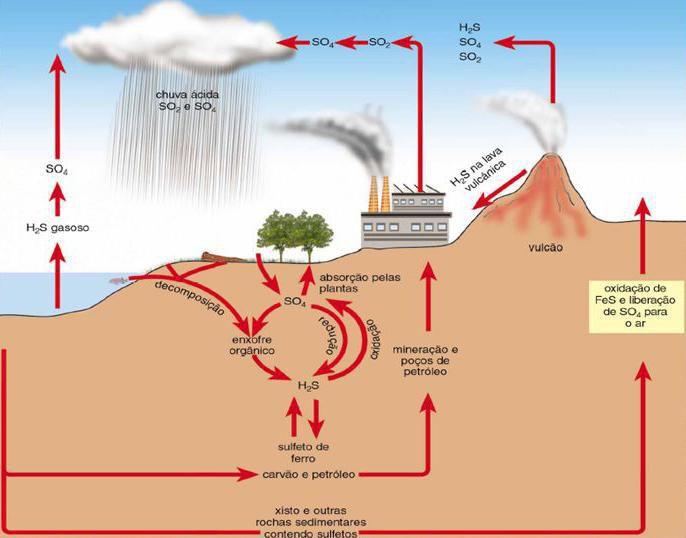 H₂S
SO₄
SO₂
SO₄
SO₂
chuva ácida
SO₂ e SO₄
SO₄
H₂S gasoso
H₂S na lava
vulcânica
vulcão
absorção pelas
plantas
decomposição
SO₄
enxofre
orgânico
redução
oxidação
H₂S
mineração e
poços de
petróleo
oxidação de
FeS e liberação
de SO₄ para
o ar
sulfeto de
ferro
carvão e petróleo
xisto e outras
rochas sedimentares
contendo sulfetos